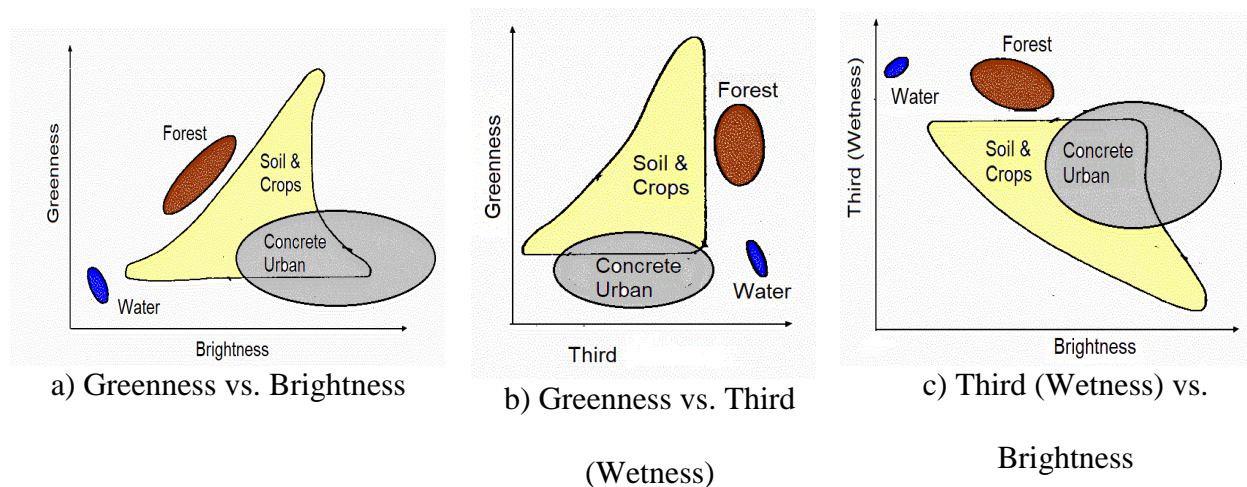 Greenness
Forest
Soil &
Crops
Concrete
Urban
Water
Brightness
a) Greenness vs. Brightness
Greenness
Forest
Soil &
Crops
Concrete
Urban
Water
Third
b) Greenness vs. Third
(Wetness)
Third (Wetness)
Forest
Water
Soil &
Crops
Concrete
Urban
Brightness
c) Third (Wetness) vs.
Brightness